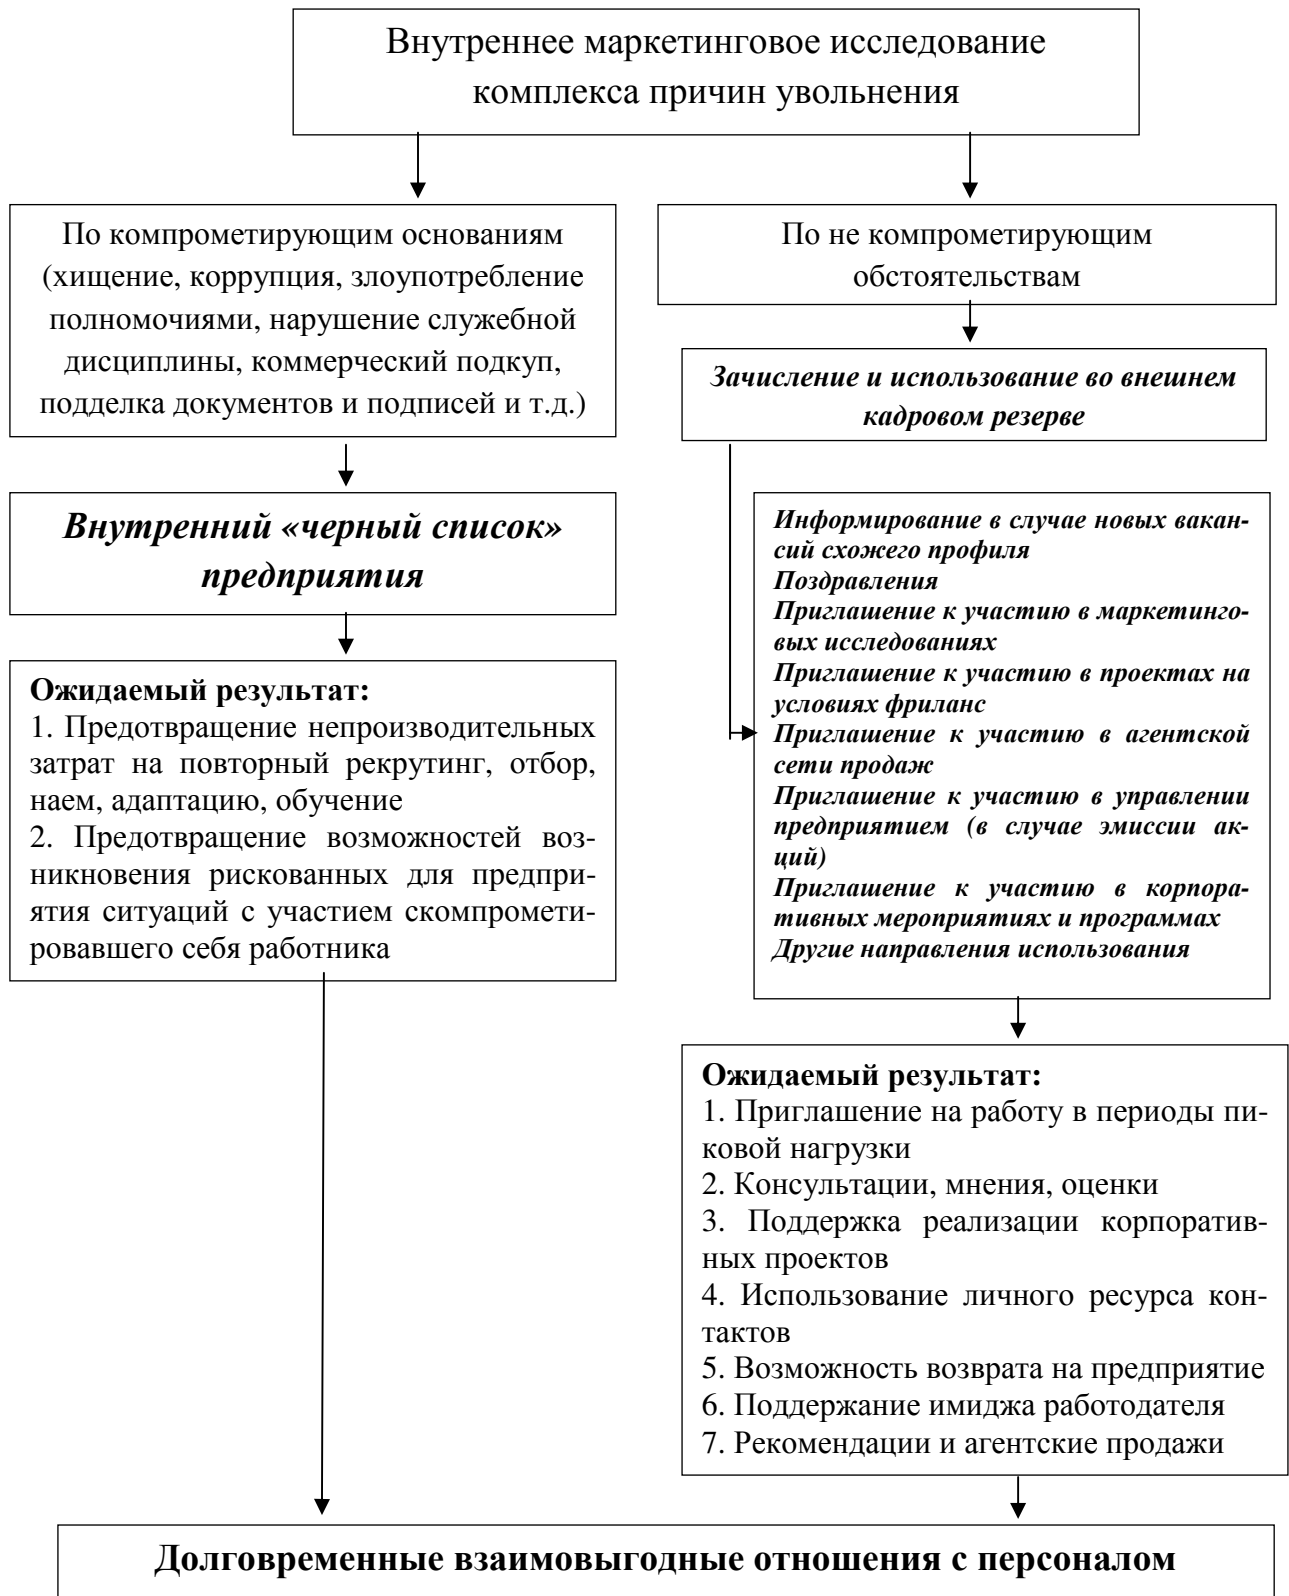 Внутреннее маркетинговое исследование
комплекса причин увольнения
По компрометирующим основаниям
(хищение, коррупция, злоупотребление
полномочиями, нарушение служебной
дисциплины, коммерческий подкуп,
подделка документов и подписей и т.д.)
Внутренний «черный список»
предприятия
Ожидаемый результат:
1. Предотвращение непроизводительных
затрат на повторный рекрутинг, отбор,
наем, адаптацию, обучение
2. Предотвращение возможностей воз-
никновения рискованных для предпри-
ятия ситуаций с участием скомпромети-
ровавшего себя работника
По не компрометирующим
обстоятельствам
Зачисление и использование во внешнем
кадровом резерве
Информирование в случае новых вакан-
сий схожего профиля
Поздравления
Приглашение к участию в маркетинго-
вых исследованиях
Приглашение к участию в проектах на
условиях фриланс
Приглашение к участию в агентской
сети продаж
Приглашение к участию в управлении
предприятием (в случае эмиссии ак-
ций)
Приглашение к участию в корпора-
тивных мероприятиях и программах
Другие направления использования
Ожидаемый результат:
1. Приглашение на работу в периоды пи-
ковой нагрузки
2. Консультации, мнения, оценки
3. Поддержка реализации корпоратив-
ных проектов
4. Использование личного ресурса кон-
тактов
5. Возможность возврата на предприятие
6. Поддержание имиджа работодателя
7. Рекомендации и агентские продажи
Долговременные взаимовыгодные отношения с персоналом